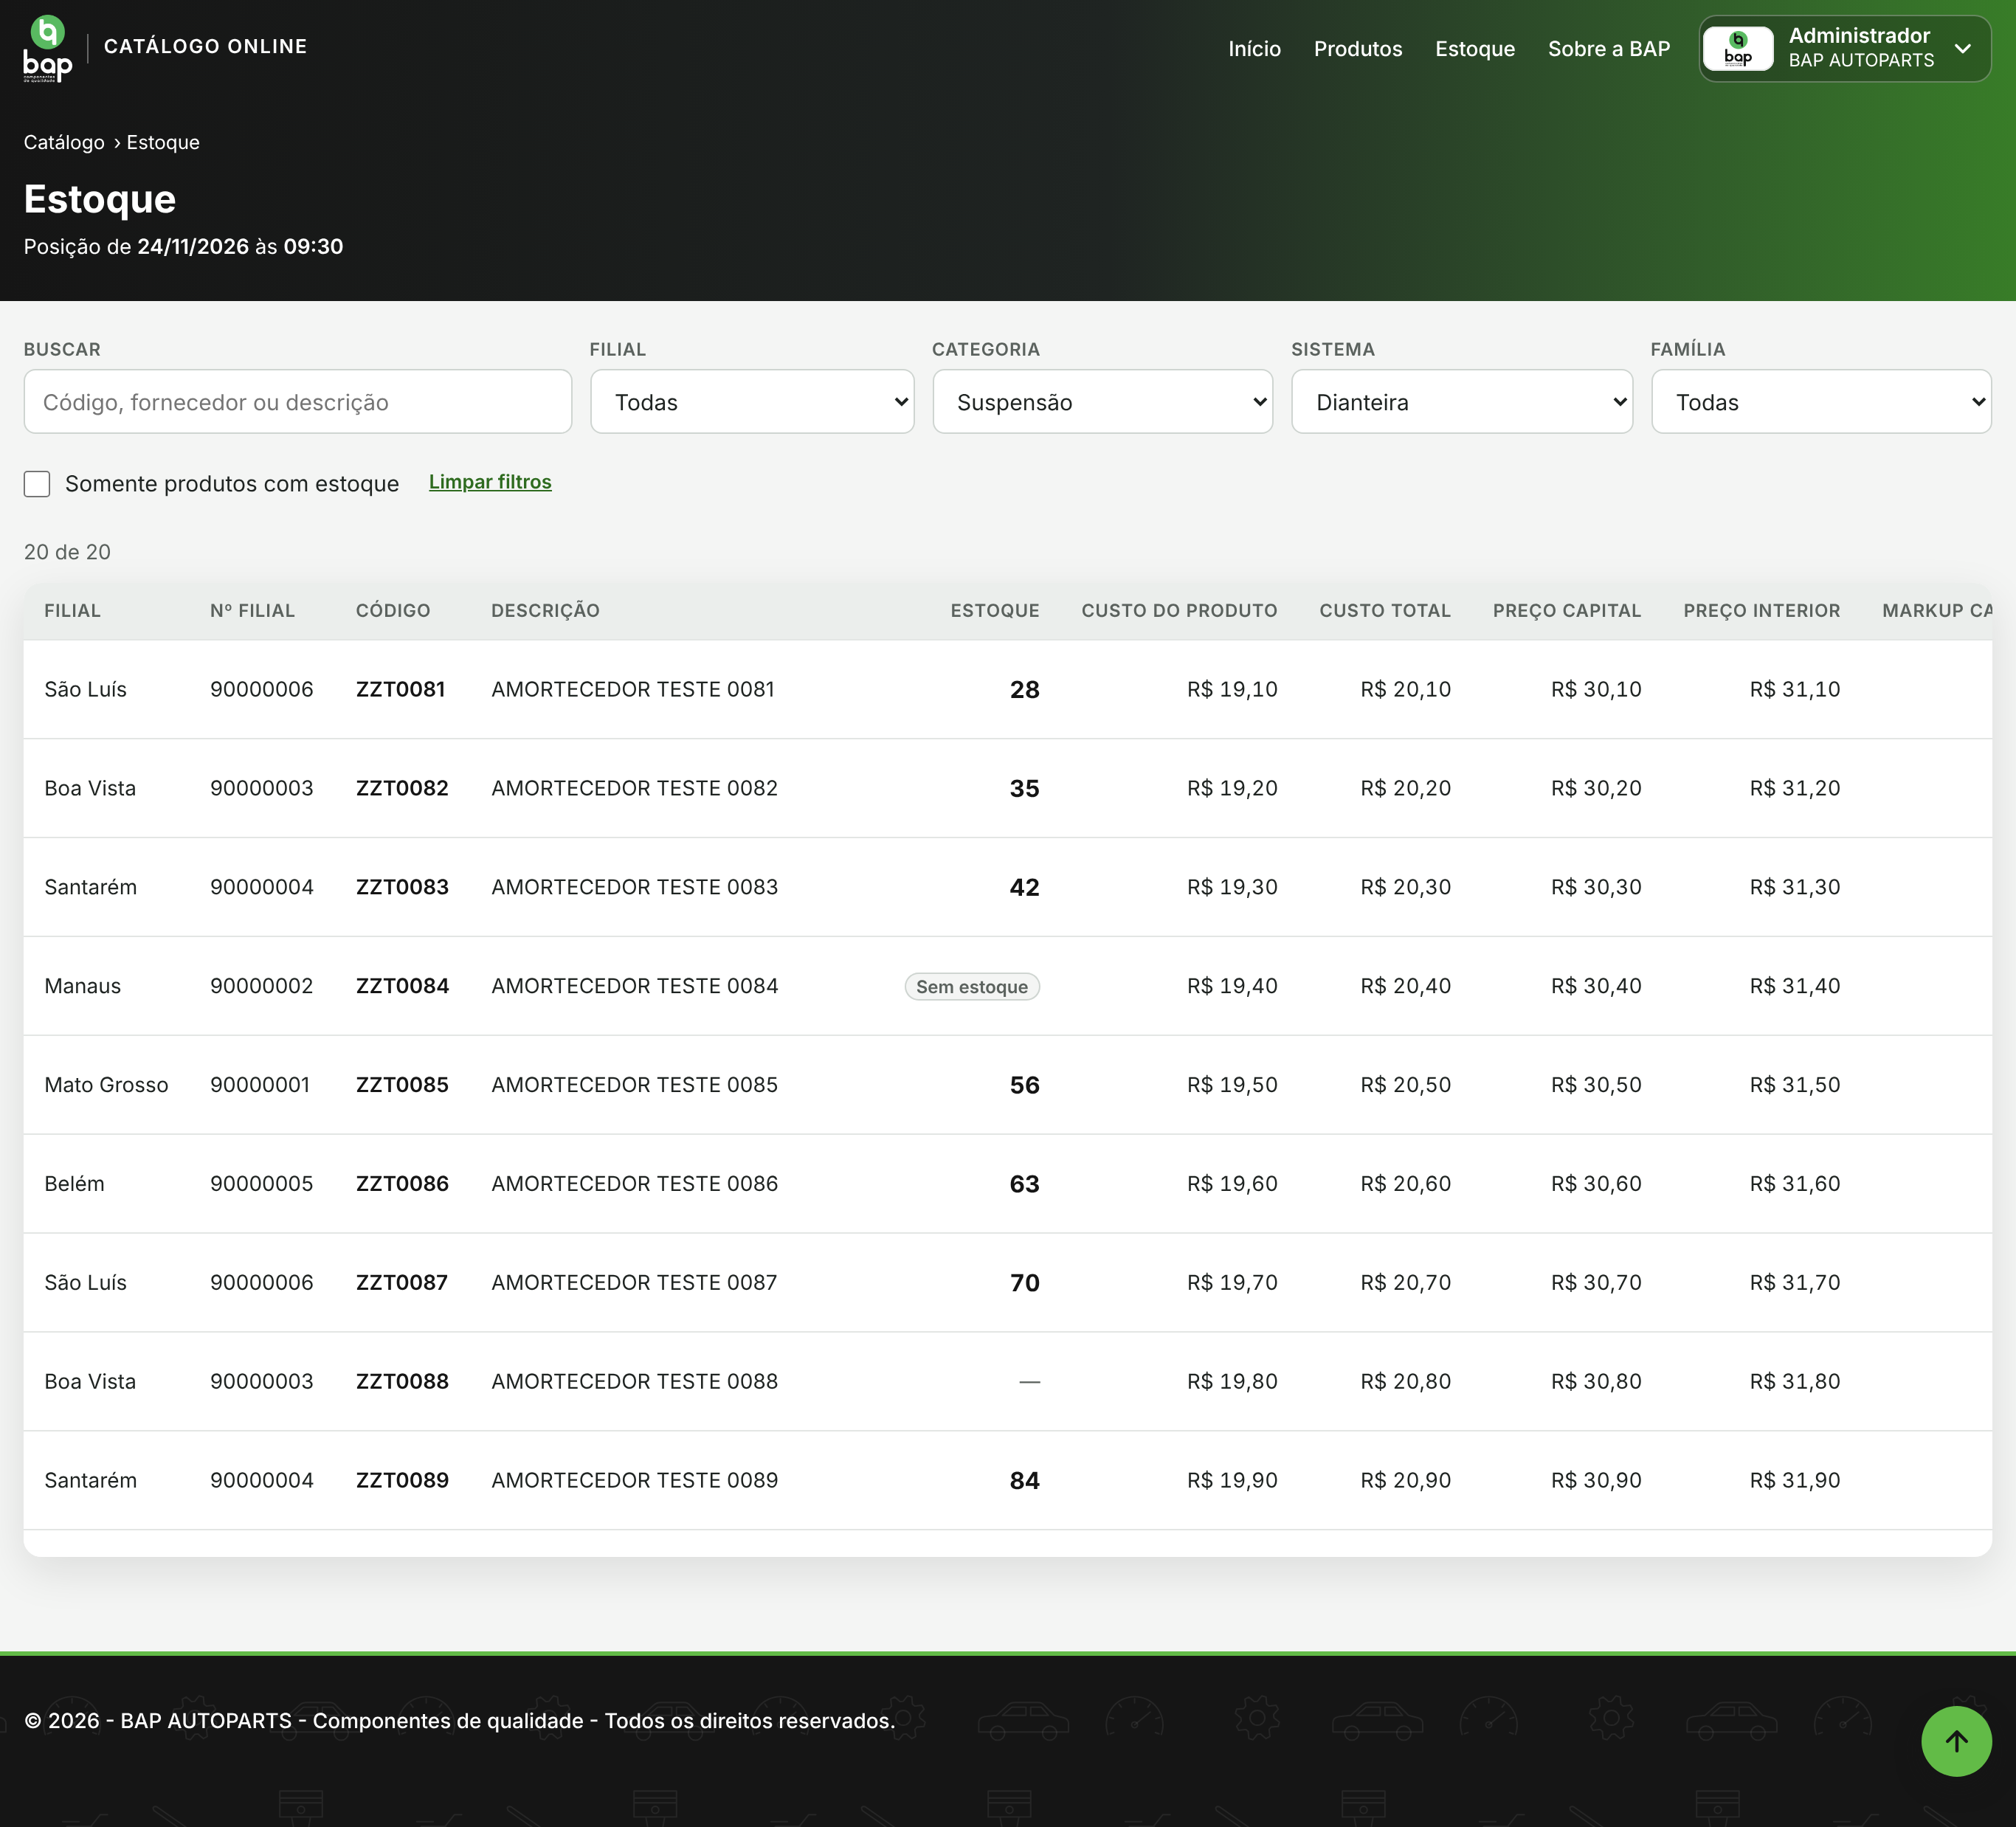 bap
componentes
de qualidade
CATÁLOGO ONLINE
Início
Produtos
Estoque
Sobre a BAP
bap
Administrador
BAP AUTOPARTS
Catálogo › Estoque
Estoque
Posição de 24/11/2026 às 09:30
BUSCAR FILIAL CATEGORIA SISTEMA FAMÍLIA
Código, fornecedor ou descrição Todas Suspensão Dianteira Todas
Somente produtos com estoque Limpar filtros
20 de 20
FILIAL Nº FILIAL CÓDIGO DESCRIÇÃO ESTOQUE CUSTO DO PRODUTO CUSTO TOTAL PREÇO CAPITAL PREÇO INTERIOR MARKUP CA
São Luís 90000006 ZZT0081 AMORTECEDOR TESTE 0081 28 R$ 19,10 R$ 20,10 R$ 30,10 R$ 31,10
Boa Vista 90000003 ZZT0082 AMORTECEDOR TESTE 0082 35 R$ 19,20 R$ 20,20 R$ 30,20 R$ 31,20
Santarém 90000004 ZZT0083 AMORTECEDOR TESTE 0083 42 R$ 19,30 R$ 20,30 R$ 30,30 R$ 31,30
Manaus 90000002 ZZT0084 AMORTECEDOR TESTE 0084 Sem estoque R$ 19,40 R$ 20,40 R$ 30,40 R$ 31,40
Mato Grosso 90000001 ZZT0085 AMORTECEDOR TESTE 0085 56 R$ 19,50 R$ 20,50 R$ 30,50 R$ 31,50
Belém 90000005 ZZT0086 AMORTECEDOR TESTE 0086 63 R$ 19,60 R$ 20,60 R$ 30,60 R$ 31,60
São Luís 90000006 ZZT0087 AMORTECEDOR TESTE 0087 70 R$ 19,70 R$ 20,70 R$ 30,70 R$ 31,70
Boa Vista 90000003 ZZT0088 AMORTECEDOR TESTE 0088 — R$ 19,80 R$ 20,80 R$ 30,80 R$ 31,80
Santarém 90000004 ZZT0089 AMORTECEDOR TESTE 0089 84 R$ 19,90 R$ 20,90 R$ 30,90 R$ 31,90
© 2026 - BAP AUTOPARTS - Componentes de qualidade - Todos os direitos reservados.